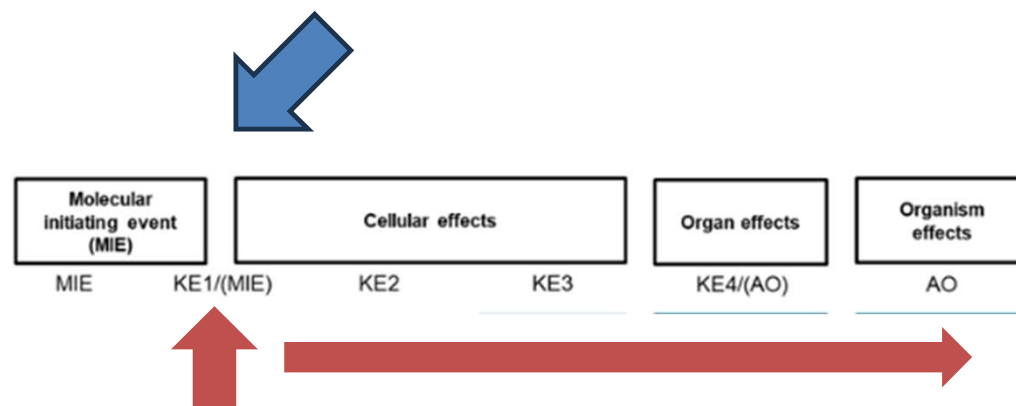 Molecular
initiating event
(MIE)
Cellular effects
Organ effects
Organism
effects
MIE
KE1/(MIE)
KE2
KE3
KE4/(AO)
AO